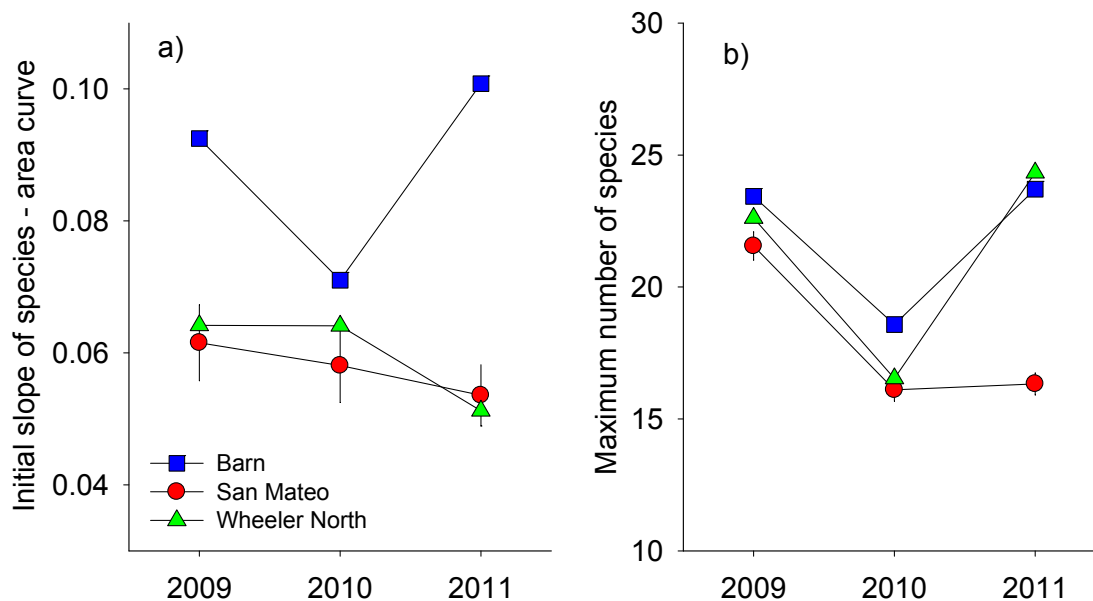 a)
Initial slope of species - area curve
0.10
0.08
0.06
0.04
Barn
San Mateo
Wheeler North
2009 2010 2011
b)
Maximum number of species
30
25
20
15
10
2009 2010 2011